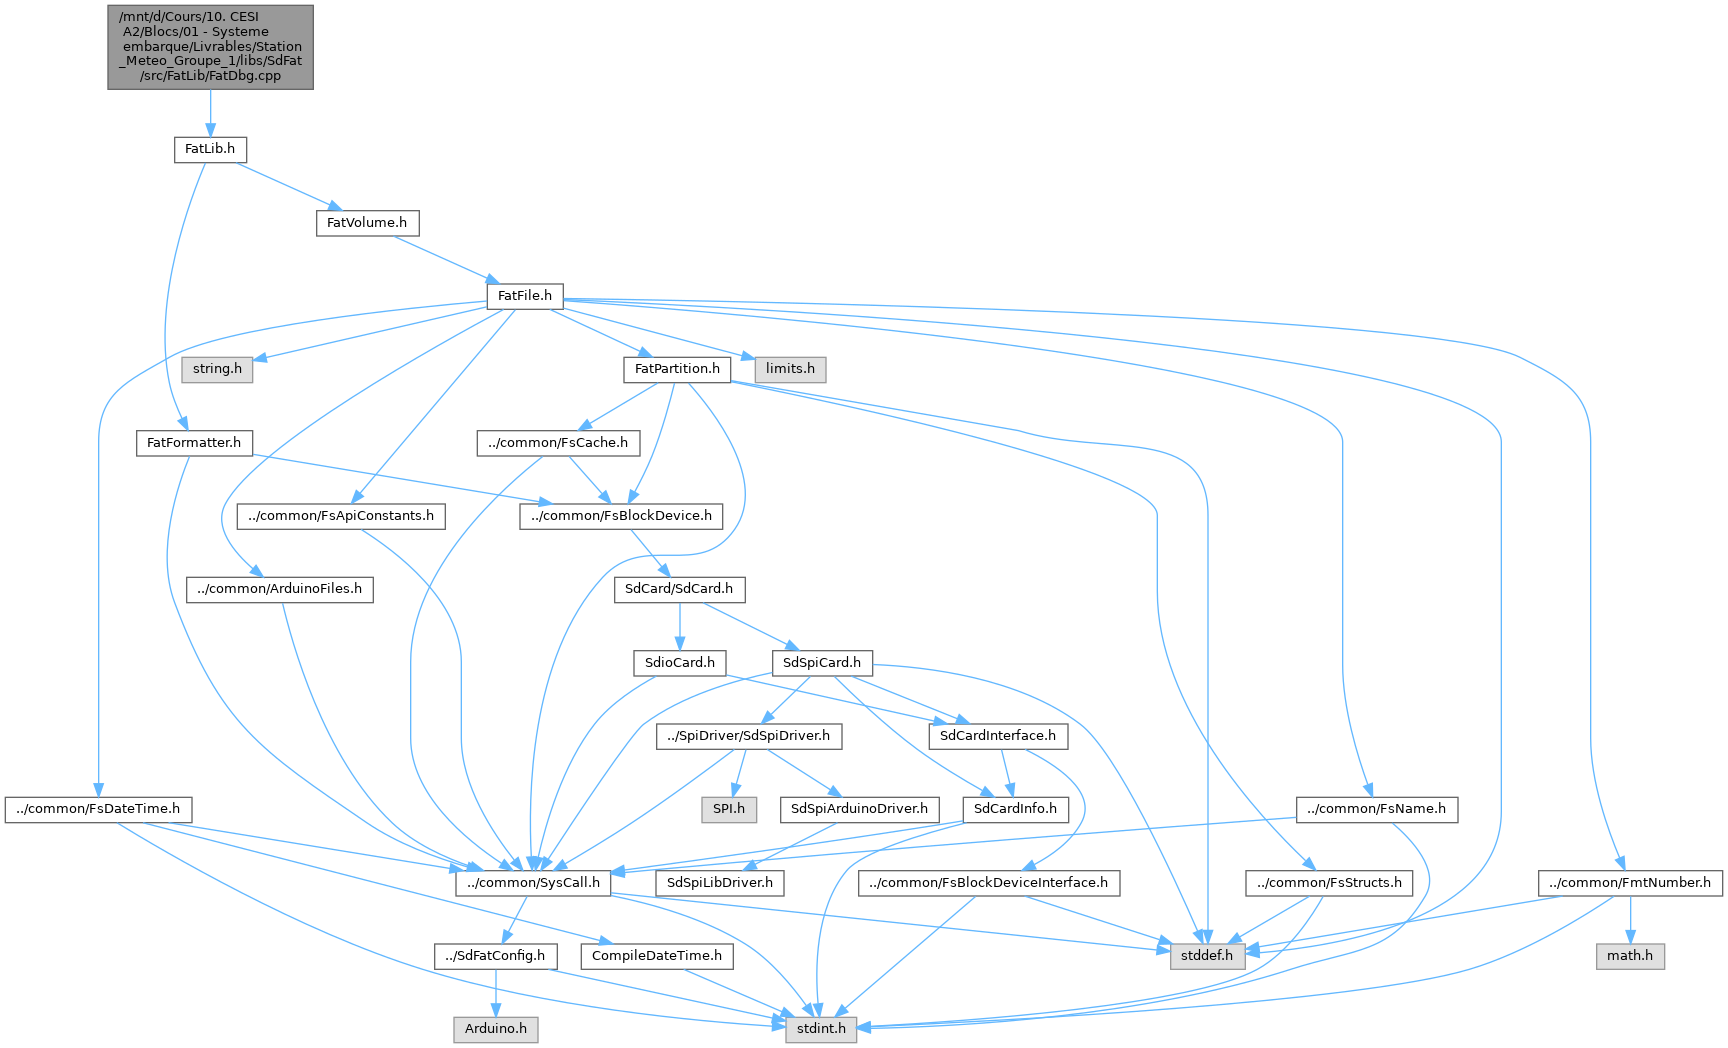 /mnt/d/Cours/10. CESI
A2/Blocs/01 - Systeme
embarque/Livrables/Station
_Meteo_Groupe_1/libs/SdFat
/src/FatLib/FatDbg.cpp
FatLib.h
FatVolume.h
FatFile.h
string.h
FatPartition.h
limits.h
FatFormatter.h
../common/FsCache.h
../common/FsApiConstants.h
../common/FsBlockDevice.h
../common/ArduinoFiles.h
SdCard/SdCard.h
SdioCard.h
SdSpiCard.h
../SpiDriver/SdSpiDriver.h
SdCardInterface.h
../common/FsDateTime.h
SPI.h
SdSpiArduinoDriver.h
SdCardInfo.h
../common/FsName.h
../common/SysCall.h
SdSpiLibDriver.h
../common/FsBlockDeviceInterface.h
../common/FsStructs.h
../common/FmtNumber.h
../SdFatConfig.h
CompileDateTime.h
stddef.h
math.h
Arduino.h
stdint.h